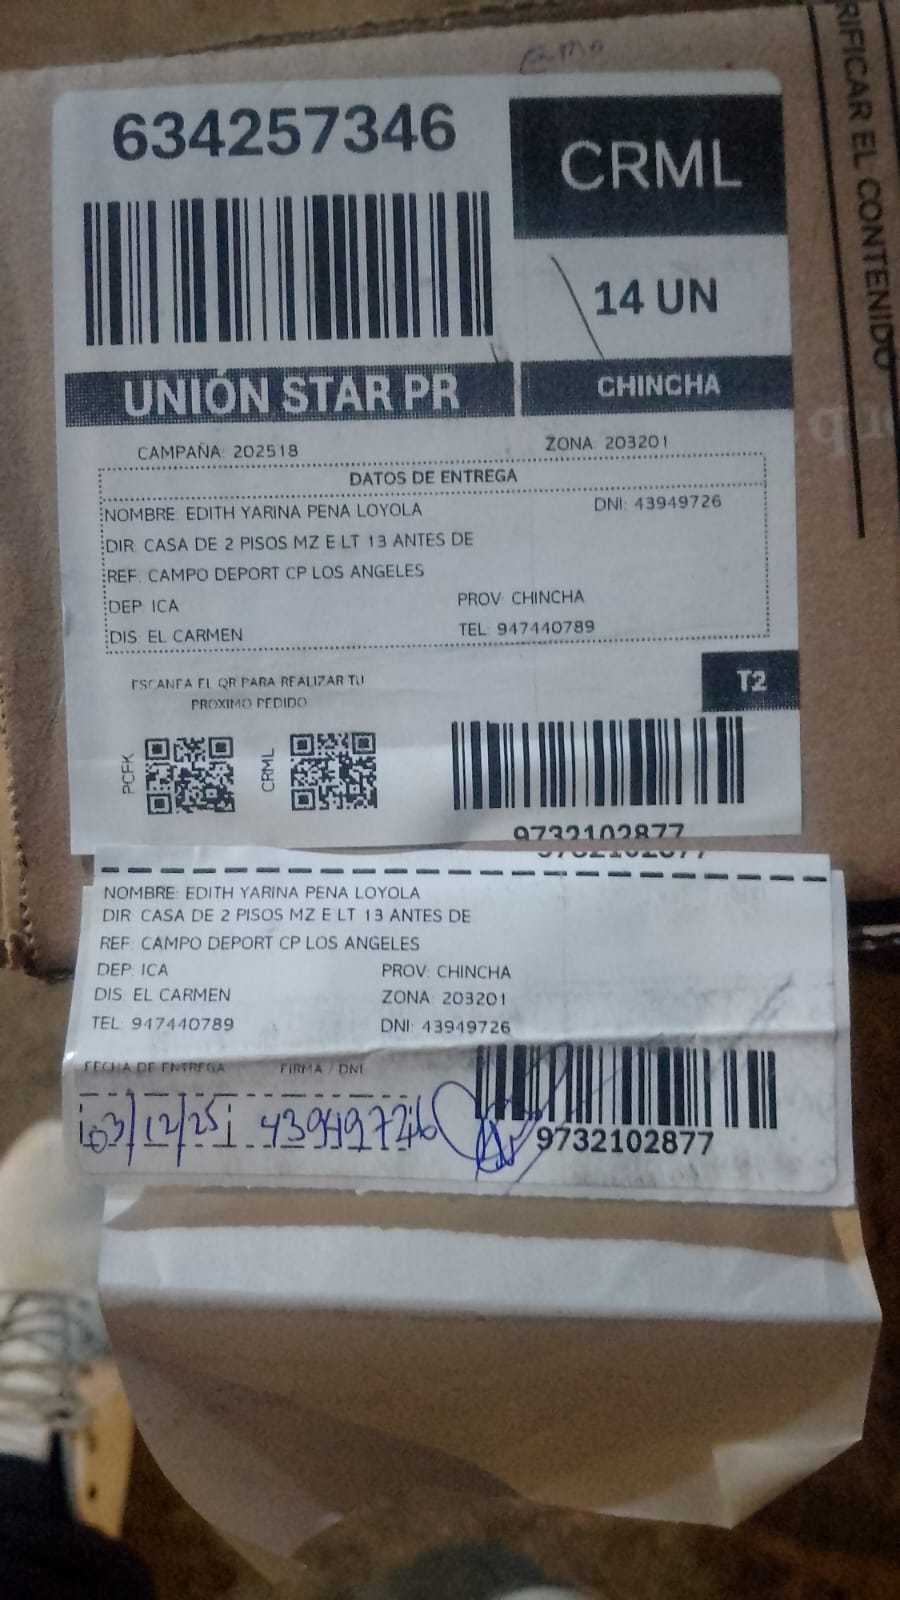 634257346
CRML
14 UN
UNIÓN STAR PR
CHINCHA
CAMPAÑA: 202518
ZONA: 203201
DATOS DE ENTREGA
NOMBRE: EDITH YARINA PENA LOYOLA
DNI: 43949726
DIR: CASA DE 2 PISOS MZ E LT 13 ANTES DE
REF: CAMPO DEPORT CP LOS ANGELES
DEP: ICA
PROV: CHINCHA
DIS: EL CARMEN
TEL: 947440789
ESCANEA EL QR PARA REALIZAR TU
PROXIMO PEDIDO
T2
PCFK
CRML
9732102877
9732102877
NOMBRE: EDITH YARINA PENA LOYOLA
DIR: CASA DE 2 PISOS MZ E LT 13 ANTES DE
REF: CAMPO DEPORT CP LOS ANGELES
DEP: ICA
PROV: CHINCHA
DIS: EL CARMEN
ZONA: 203201
TEL: 947440789
DNI: 43949726
FECHA DE ENTREGA
FIRMA / DNI
03/12/25
43949726
9732102877
RIFICAR EL CONTENIDO